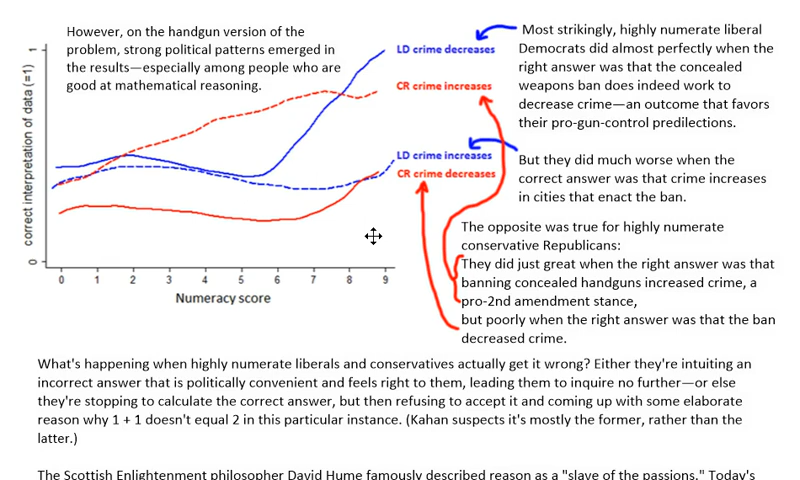 However, on the handgun version of the
problem, strong political patterns emerged in
the results—especially among people who are
good at mathematical reasoning.
correct interpretation of data (=1)
1
0
0 1 2 3 4 5 6 7 8 9
Numeracy score
LD crime decreases
CR crime increases
LD crime increases
CR crime decreases
Most strikingly, highly numerate liberal
Democrats did almost perfectly when the
right answer was that the concealed
weapons ban does indeed work to
decrease crime—an outcome that favors
their pro-gun-control predilections.
But they did much worse when the
correct answer was that crime increases
in cities that enact the ban.
The opposite was true for highly numerate
conservative Republicans:
They did just great when the right answer was that
banning concealed handguns increased crime, a
pro-2nd amendment stance,
but poorly when the right answer was that the ban
decreased crime.
What's happening when highly numerate liberals and conservatives actually get it wrong? Either they're intuiting an
incorrect answer that is politically convenient and feels right to them, leading them to inquire no further—or else
they're stopping to calculate the correct answer, but then refusing to accept it and coming up with some elaborate
reason why 1 + 1 doesn't equal 2 in this particular instance. (Kahan suspects it's mostly the former, rather than the
latter.)
The Scottish Enlightenment philosopher David Hume famously described reason as a "slave of the passions." Today's